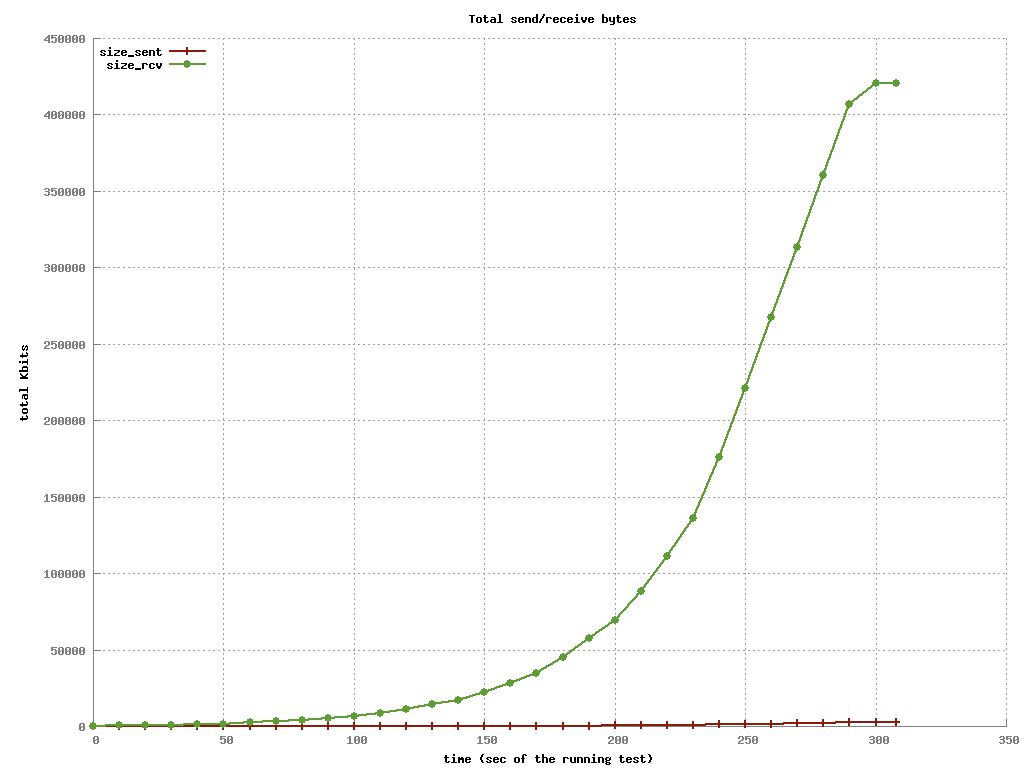 Total send/receive bytes
450000
size_sent
size_rcv
400000
350000
300000
250000
total Kbits
200000
150000
100000
50000
0
0 50 100 150 200 250 300 350
time (sec of the running test)